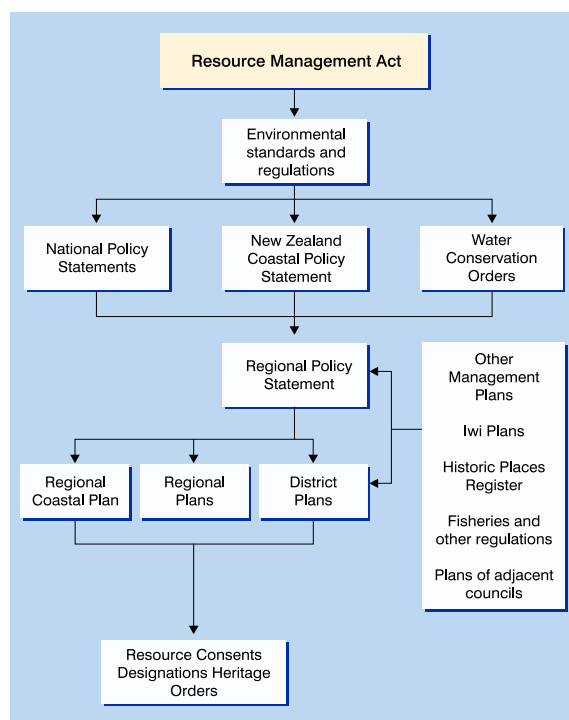 Resource Management Act
Environmental
standards and
regulations
National Policy
Statements
New Zealand
Coastal Policy
Statement
Water
Conservation
Orders
Regional Policy
Statement
Other
Management
Plans
Iwi Plans
Historic Places
Register
Fisheries and
other regulations
Plans of adjacent
councils
Regional
Coastal Plan
Regional
Plans
District
Plans
Resource Consents
Designations Heritage
Orders